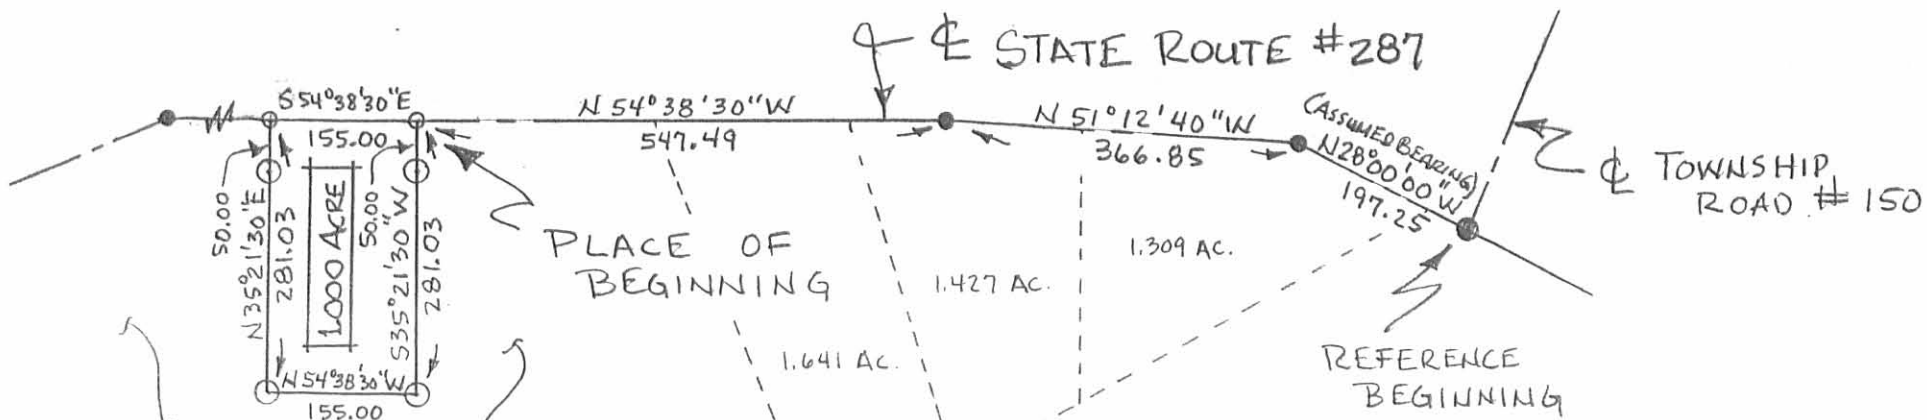 ℄ STATE ROUTE #287
S 54°38'30"E
155.00
N 54°38'30"W
547.49
N 51°12'40"W
366.85
(ASSUMED BEARING)
N28°00'00"W
197.25
℄ TOWNSHIP
ROAD # 150
50.00
N35°21'30"E
281.03
1.000 ACRE
50.00
S35°21'30"W
281.03
N54°38'30"W
155.00
PLACE OF
BEGINNING
1.641 AC.
1.427 AC.
1.309 AC.
REFERENCE
BEGINNING